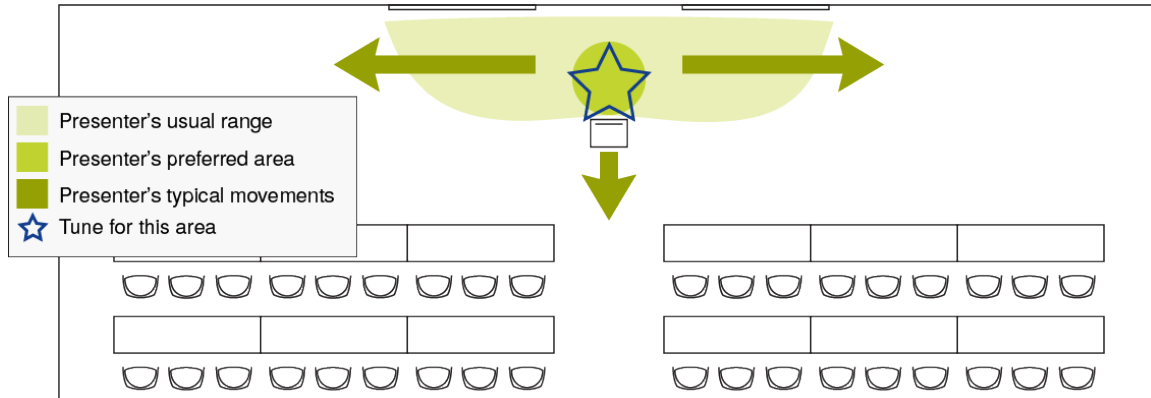 Presenter's usual range
Presenter's preferred area
Presenter's typical movements
Tune for this area